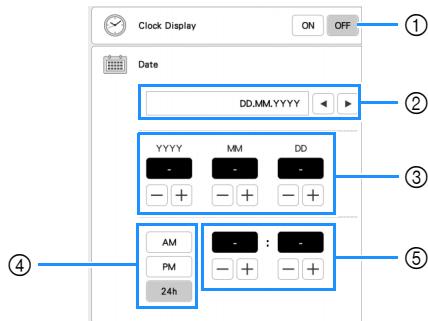 Clock Display ON OFF ①
Date
DD.MM.YYYY ◄ ► ②
YYYY MM DD
- - - ③
− + − + − +
④ AM - : - ⑤
PM − + − +
24h